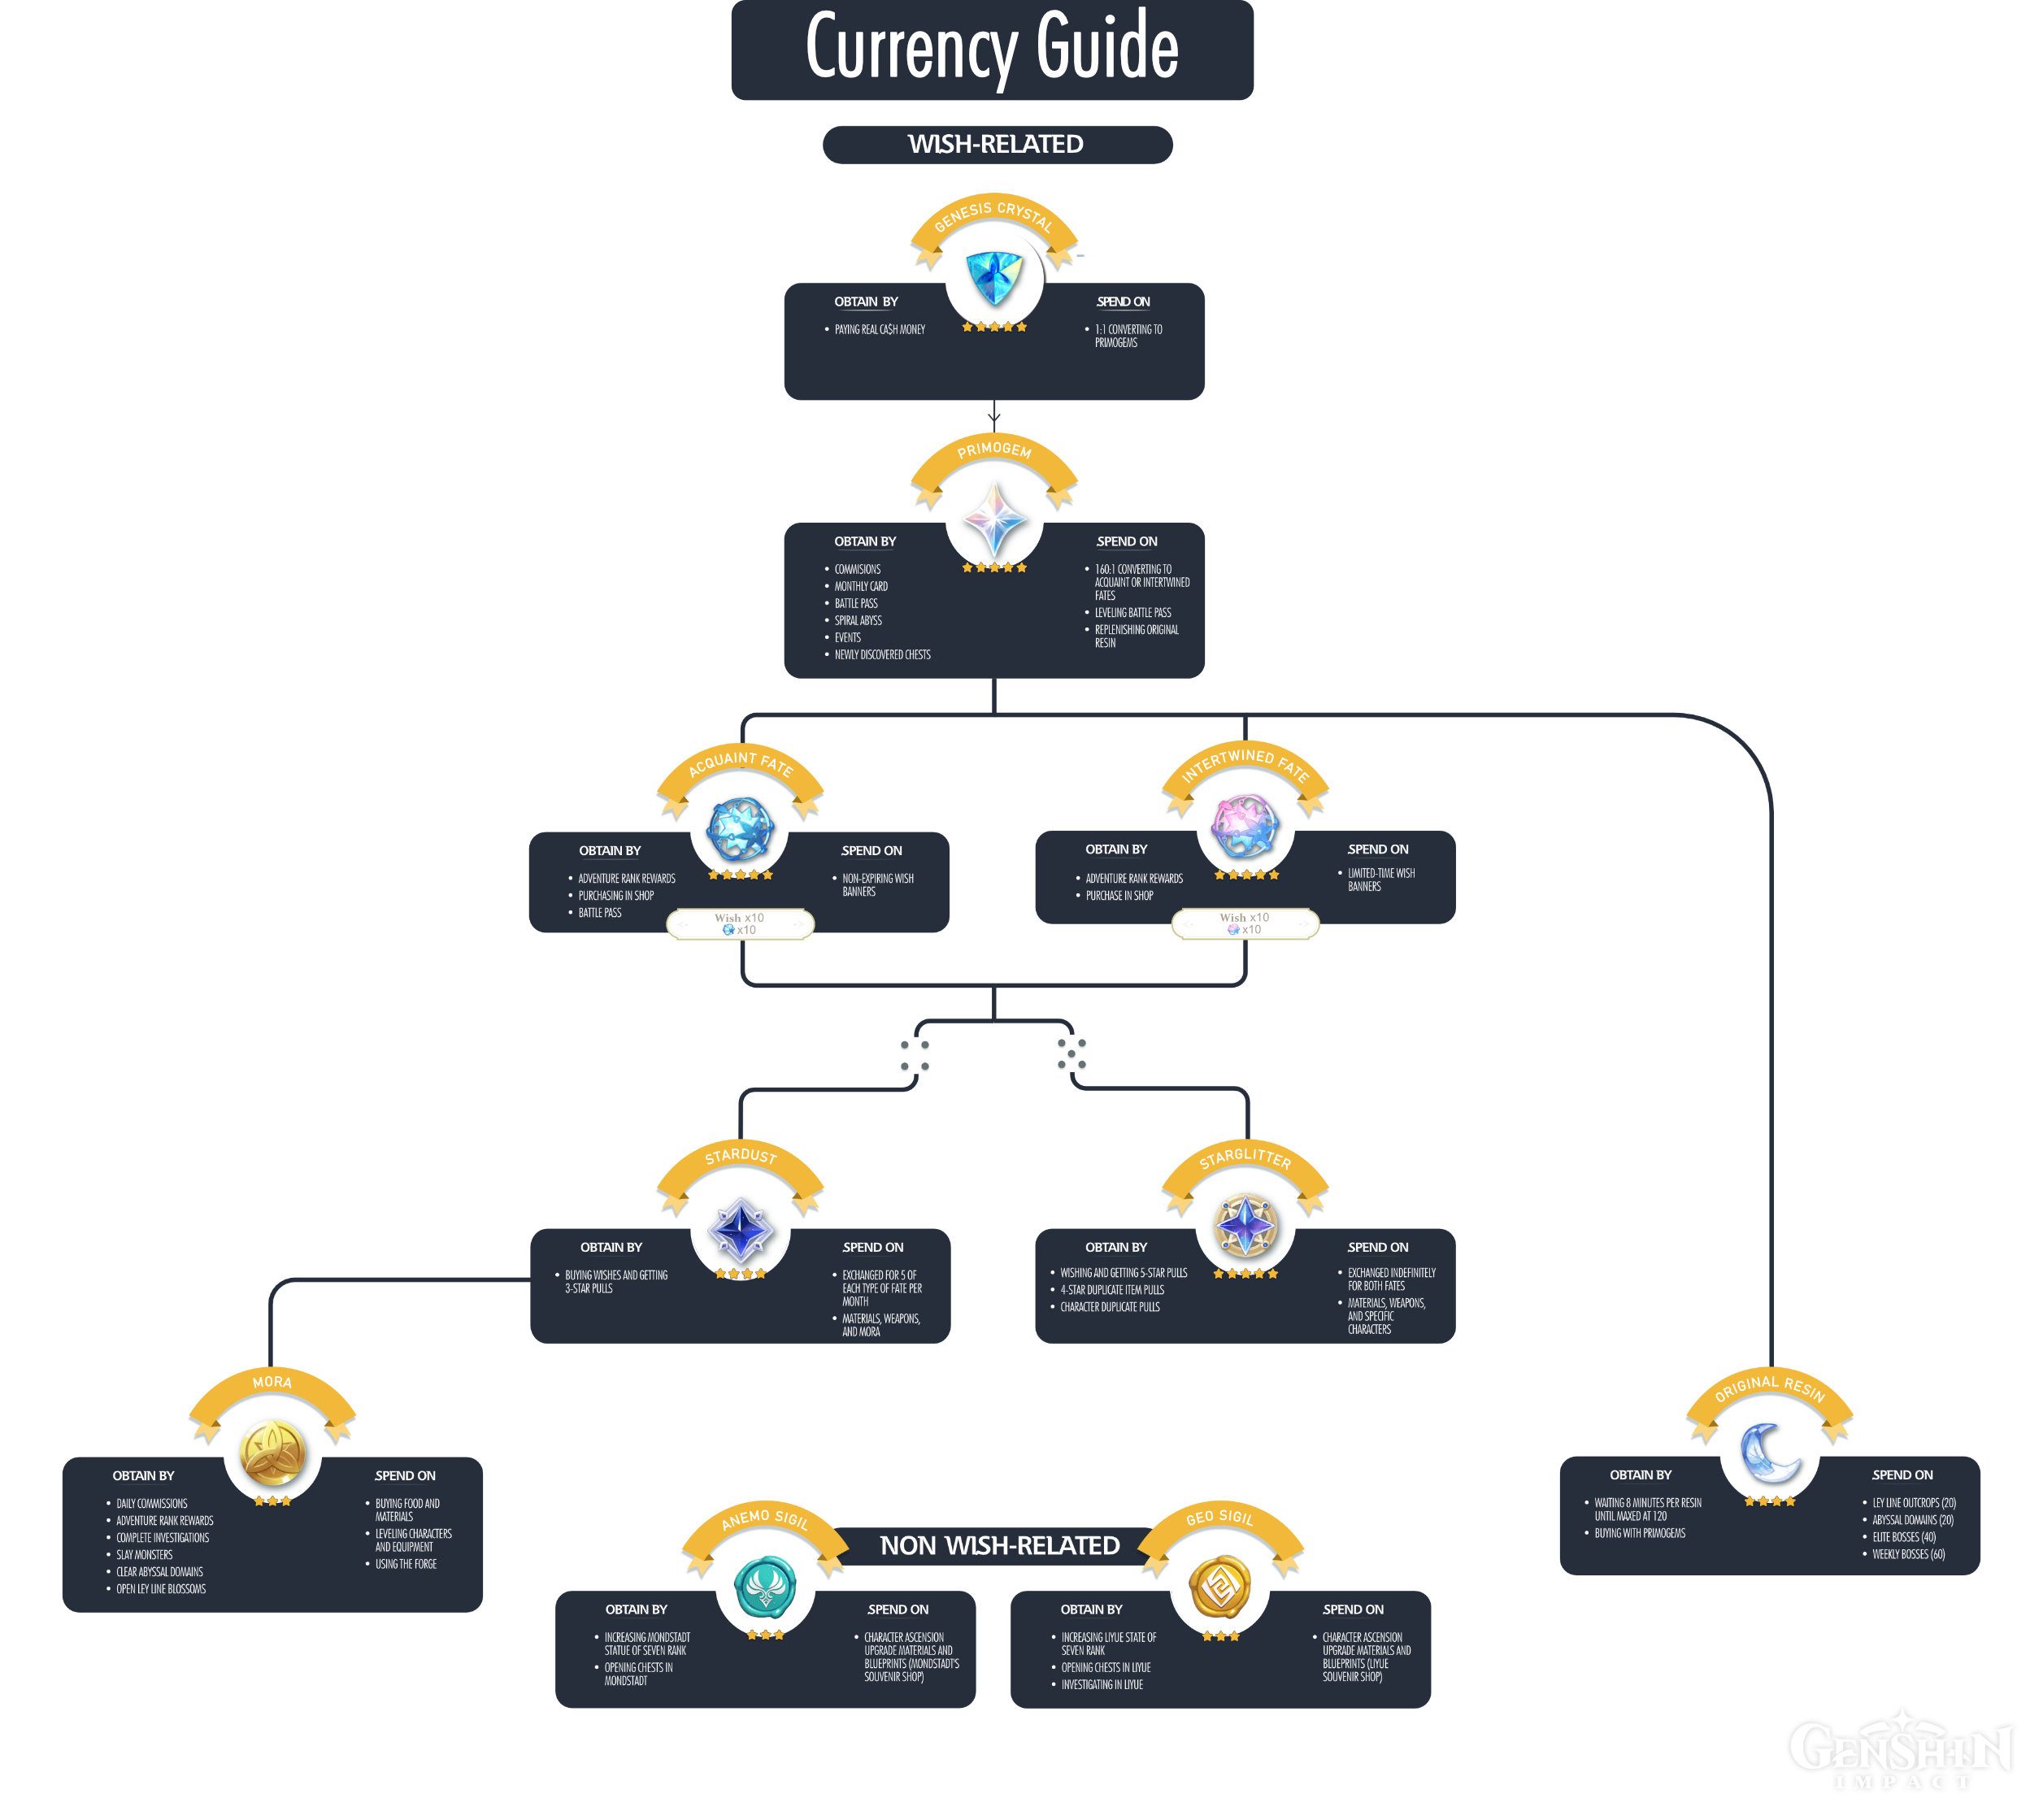 Currency Guide
WISH-RELATED
GENESIS CRYSTAL
OBTAIN BY
• PAYING REAL CA$H MONEY
SPEND ON
• 1:1 CONVERTING TO
PRIMOGEMS
PRIMOGEM
OBTAIN BY
• COMMISIONS
• MONTHLY CARD
• BATTLE PASS
• SPIRAL ABYSS
• EVENTS
• NEWLY DISCOVERED CHESTS
SPEND ON
• 160:1 CONVERTING TO
ACQUAINT OR INTERTWINED
FATES
• LEVELING BATTLE PASS
• REPLENISHING ORIGINAL
RESIN
ACQUAINT FATE
OBTAIN BY
• ADVENTURE RANK REWARDS
• PURCHASING IN SHOP
• BATTLE PASS
SPEND ON
• NON-EXPIRING WISH
BANNERS
Wish x10
x10
INTERTWINED FATE
OBTAIN BY
• ADVENTURE RANK REWARDS
• PURCHASE IN SHOP
SPEND ON
• LIMITED-TIME WISH
BANNERS
Wish x10
x10
STARDUST
OBTAIN BY
• BUYING WISHES AND GETTING
3-STAR PULLS
SPEND ON
• EXCHANGED FOR 5 OF
EACH TYPE OF FATE PER
MONTH
• MATERIALS, WEAPONS,
AND MORA
STARGLITTER
OBTAIN BY
• WISHING AND GETTING 5-STAR PULLS
• 4-STAR DUPLICATE ITEM PULLS
• CHARACTER DUPLICATE PULLS
SPEND ON
• EXCHANGED INDEFINITELY
FOR BOTH FATES
• MATERIALS, WEAPONS,
AND SPECIFIC
CHARACTERS
MORA
OBTAIN BY
• DAILY COMMISSIONS
• ADVENTURE RANK REWARDS
• COMPLETE INVESTIGATIONS
• SLAY MONSTERS
• CLEAR ABYSSAL DOMAINS
• OPEN LEY LINE BLOSSOMS
SPEND ON
• BUYING FOOD AND
MATERIALS
• LEVELING CHARACTERS
AND EQUIPMENT
• USING THE FORGE
ORIGINAL RESIN
OBTAIN BY
• WAITING 8 MINUTES PER RESIN
UNTIL MAXED AT 120
• BUYING WITH PRIMOGEMS
SPEND ON
• LEY LINE OUTCROPS (20)
• ABYSSAL DOMAINS (20)
• ELITE BOSSES (40)
• WEEKLY BOSSES (60)
NON WISH-RELATED
ANEMO SIGIL
OBTAIN BY
• INCREASING MONDSTADT
STATUE OF SEVEN RANK
• OPENING CHESTS IN
MONDSTADT
SPEND ON
• CHARACTER ASCENSION
UPGRADE MATERIALS AND
BLUEPRINTS (MONDSTADT'S
SOUVENIR SHOP)
GEO SIGIL
OBTAIN BY
• INCREASING LIYUE STATE OF
SEVEN RANK
• OPENING CHESTS IN LIYUE
• INVESTIGATING IN LIYUE
SPEND ON
• CHARACTER ASCENSION
UPGRADE MATERIALS AND
BLUEPRINTS (LIYUE
SOUVENIR SHOP)
GENSHIN
IMPACT